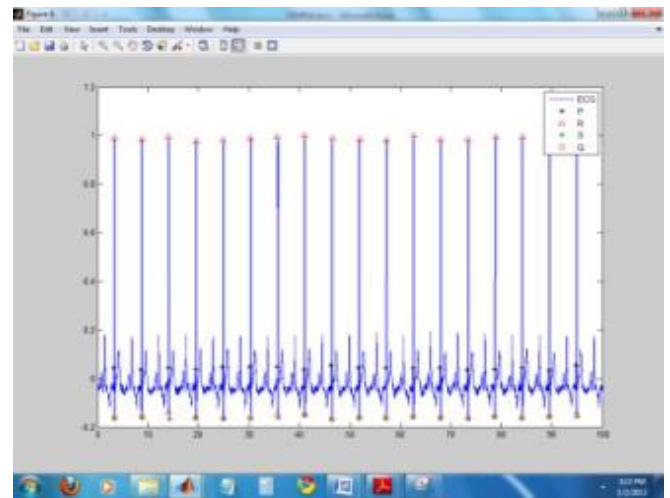 Figure 6
File Edit View Insert Tools Desktop Window Help
1.2
1
0.8
0.6
0.4
0.2
0
-0.2
0 10 20 30 40 50 60 70 80 90 100
ECG
P
R
S
Q